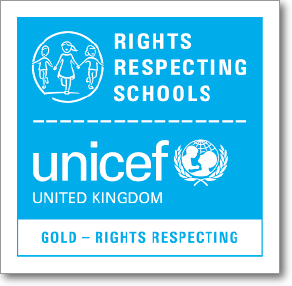 RIGHTS
RESPECTING
SCHOOLS
unicef
UNITED KINGDOM
GOLD – RIGHTS RESPECTING